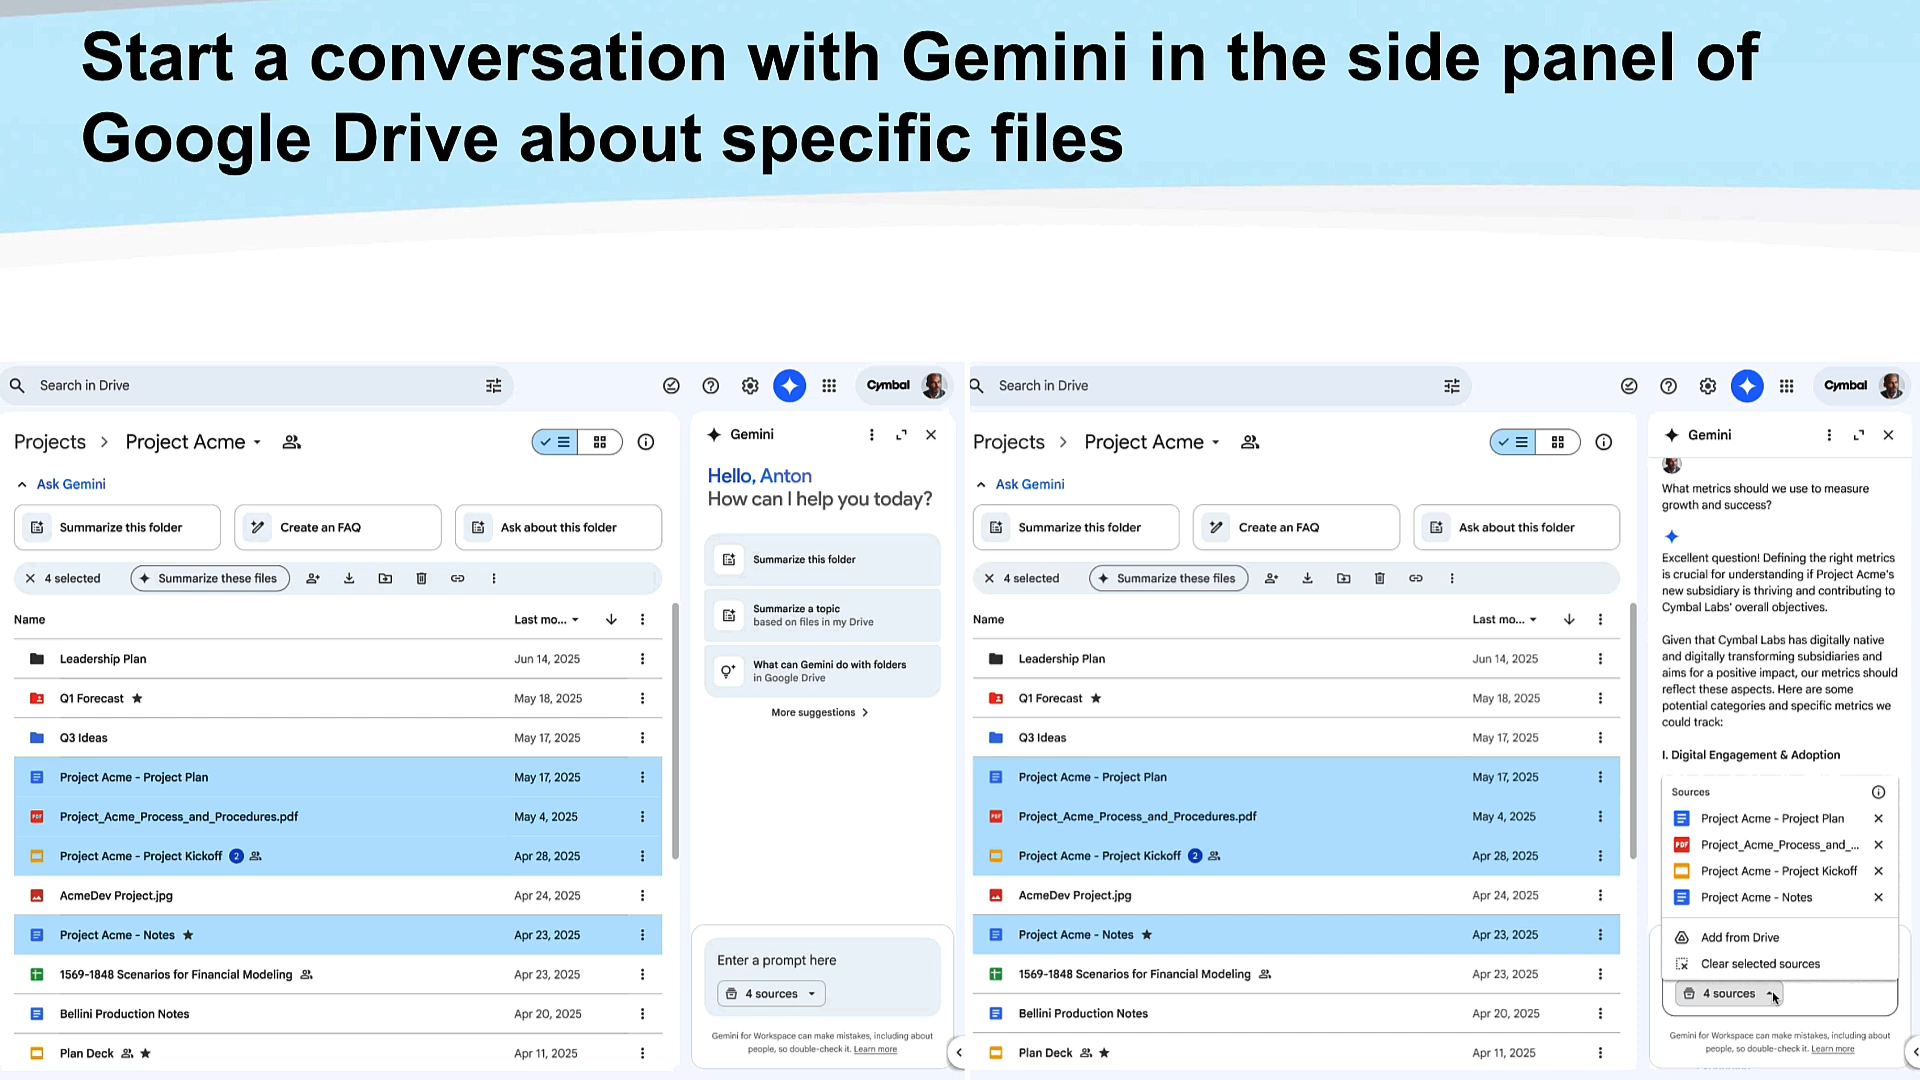 Start a conversation with Gemini in the side panel of
Google Drive about specific files
Search in Drive
Cymbal
Projects > Project Acme
Ask Gemini
Summarize this folder
Create an FAQ
Ask about this folder
4 selected
Summarize these files
Name
Last mo...
Leadership Plan
Jun 14, 2025
Q1 Forecast
May 18, 2025
Q3 Ideas
May 17, 2025
Project Acme - Project Plan
May 17, 2025
PDF
Project_Acme_Process_and_Procedures.pdf
May 4, 2025
Project Acme - Project Kickoff 2
Apr 28, 2025
AcmeDev Project.jpg
Apr 24, 2025
Project Acme - Notes
Apr 23, 2025
1569-1848 Scenarios for Financial Modeling
Apr 23, 2025
Bellini Production Notes
Apr 20, 2025
Plan Deck
Apr 11, 2025
Gemini
Hello, Anton
How can I help you today?
Summarize this folder
Summarize a topic
based on files in my Drive
What can Gemini do with folders
in Google Drive
More suggestions
Enter a prompt here
4 sources
Gemini for Workspace can make mistakes, including about
people, so double-check it. Learn more
Search in Drive
Cymbal
Projects > Project Acme
Ask Gemini
Summarize this folder
Create an FAQ
Ask about this folder
4 selected
Summarize these files
Name
Last mo...
Leadership Plan
Jun 14, 2025
Q1 Forecast
May 18, 2025
Q3 Ideas
May 17, 2025
Project Acme - Project Plan
May 17, 2025
PDF
Project_Acme_Process_and_Procedures.pdf
May 4, 2025
Project Acme - Project Kickoff 2
Apr 28, 2025
AcmeDev Project.jpg
Apr 24, 2025
Project Acme - Notes
Apr 23, 2025
1569-1848 Scenarios for Financial Modeling
Apr 23, 2025
Bellini Production Notes
Apr 20, 2025
Plan Deck
Apr 11, 2025
Gemini
What metrics should we use to measure
growth and success?
Excellent question! Defining the right metrics
is crucial for understanding if Project Acme's
new subsidiary is thriving and contributing to
Cymbal Labs' overall objectives.
Given that Cymbal Labs has digitally native
and digitally transforming subsidiaries and
aims for a positive impact, our metrics should
reflect these aspects. Here are some
potential categories and specific metrics we
could track:
I. Digital Engagement & Adoption
Sources
Project Acme - Project Plan
PDF
Project_Acme_Process_and_...
Project Acme - Project Kickoff
Project Acme - Notes
Add from Drive
Clear selected sources
4 sources
Gemini for Workspace can make mistakes, including about
people, so double-check it. Learn more